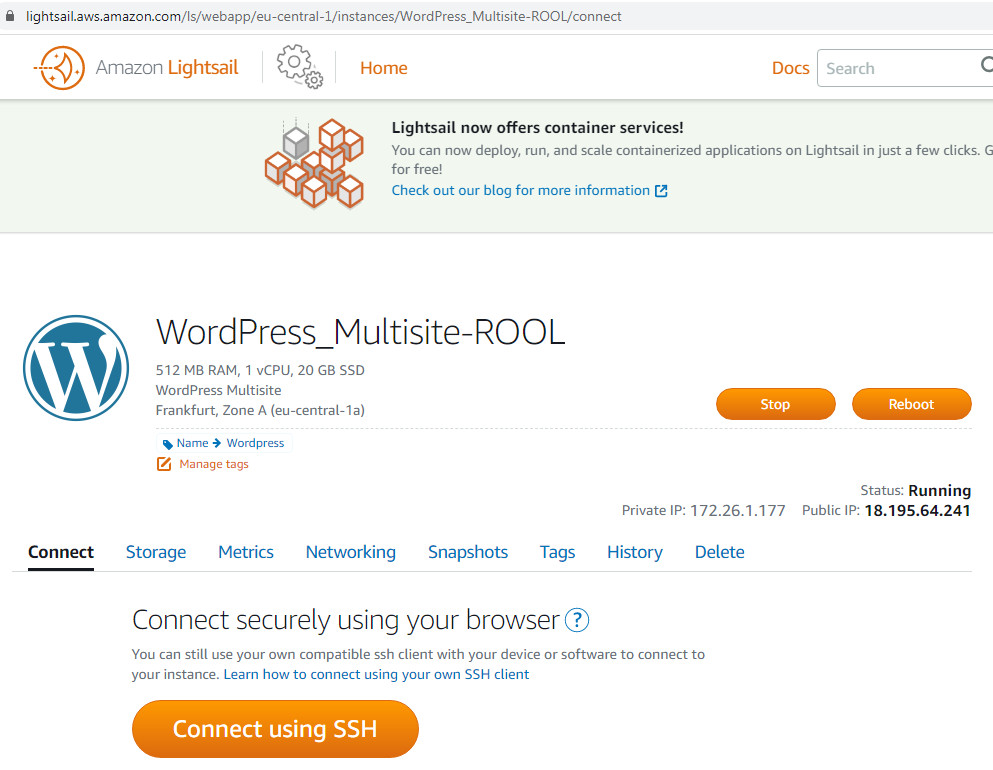 lightsail.aws.amazon.com/ls/webapp/eu-central-1/instances/WordPress_Multisite-ROOL/connect
Amazon Lightsail
Home
Docs
Search
Lightsail now offers container services!
You can now deploy, run, and scale containerized applications on Lightsail in just a few clicks. G
for free!
Check out our blog for more information
WordPress_Multisite-ROOL
512 MB RAM, 1 vCPU, 20 GB SSD
WordPress Multisite
Frankfurt, Zone A (eu-central-1a)
Stop
Reboot
Name → Wordpress
Manage tags
Status: Running
Private IP: 172.26.1.177 Public IP: 18.195.64.241
Connect Storage Metrics Networking Snapshots Tags History Delete
Connect securely using your browser ?
You can still use your own compatible ssh client with your device or software to connect to
your instance. Learn how to connect using your own SSH client
Connect using SSH